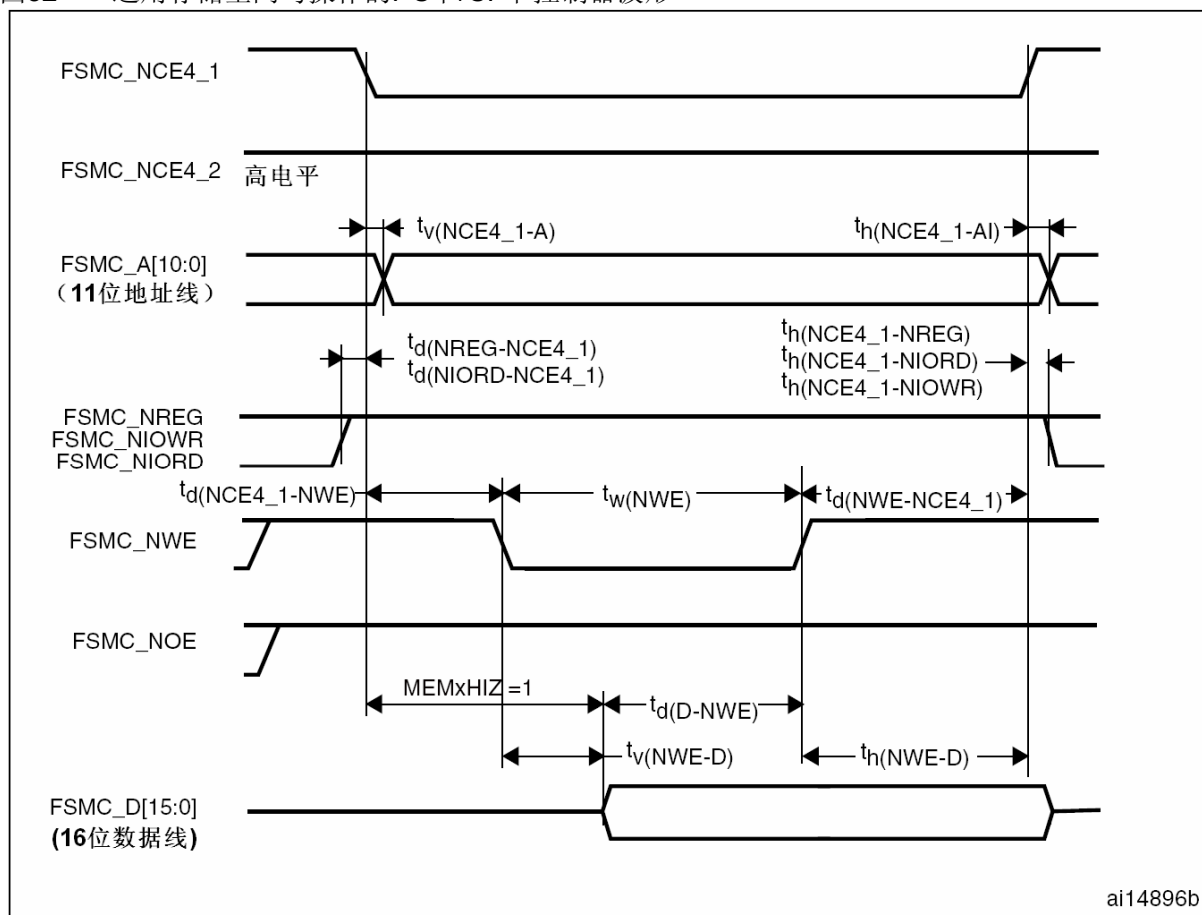 FSMC_NCE4_1
FSMC_NCE4_2 高电平
tv(NCE4_1-A)
th(NCE4_1-AI)
FSMC_A[10:0]
（11位地址线）
td(NREG-NCE4_1)
td(NIORD-NCE4_1)
th(NCE4_1-NREG)
th(NCE4_1-NIORD)
th(NCE4_1-NIOWR)
FSMC_NREG
FSMC_NIOWR
FSMC_NIORD
td(NCE4_1-NWE)
tw(NWE)
td(NWE-NCE4_1)
FSMC_NWE
FSMC_NOE
MEMxHIZ =1
td(D-NWE)
tv(NWE-D)
th(NWE-D)
FSMC_D[15:0]
(16位数据线)
ai14896b